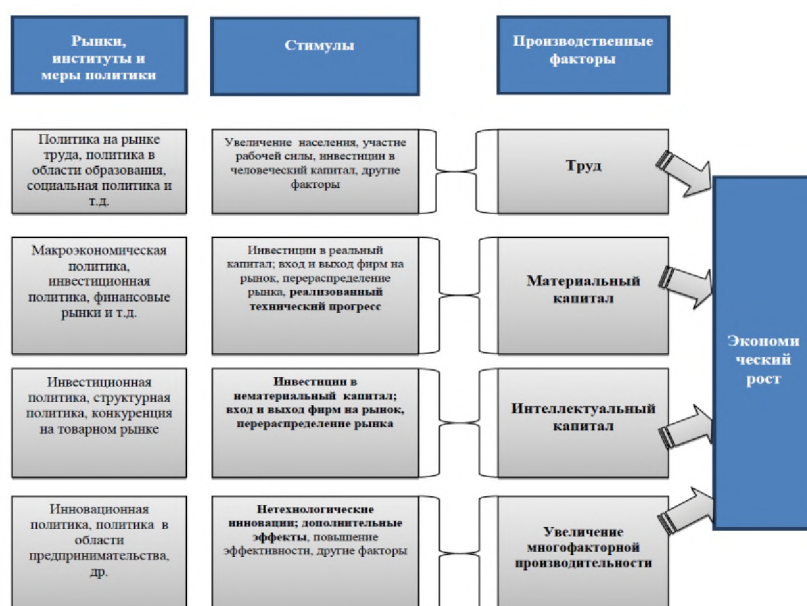 Рынки,
институты и
меры политики
Стимулы
Производственные
факторы
Политика на рынке
труда, политика в
области образования,
социальная политика и
т.д.
Увеличение населения, участие
рабочей силы, инвестиции в
человеческий капитал, другие
факторы
Труд
Макроэкономическая
политика,
инвестиционная
политика, финансовые
рынки и т.д.
Инвестиции в реальный
капитал; вход и выход фирм на
рынок, перераспределение
рынка, реализованный
технический прогресс
Материальный
капитал
Инвестиционная
политика, структурная
политика, конкуренция
на товарном рынке
Инвестиции в
нематериальный капитал;
вход и выход фирм на рынок,
перераспределение рынка
Интеллектуальный
капитал
Инновационная
политика, политика в
области
предпринимательства,
др.
Нетехнологические
инновации; дополнительные
эффекты, повышение
эффективности, другие факторы
Увеличение
многофакторной
производительности
Экономи
ческий
рост